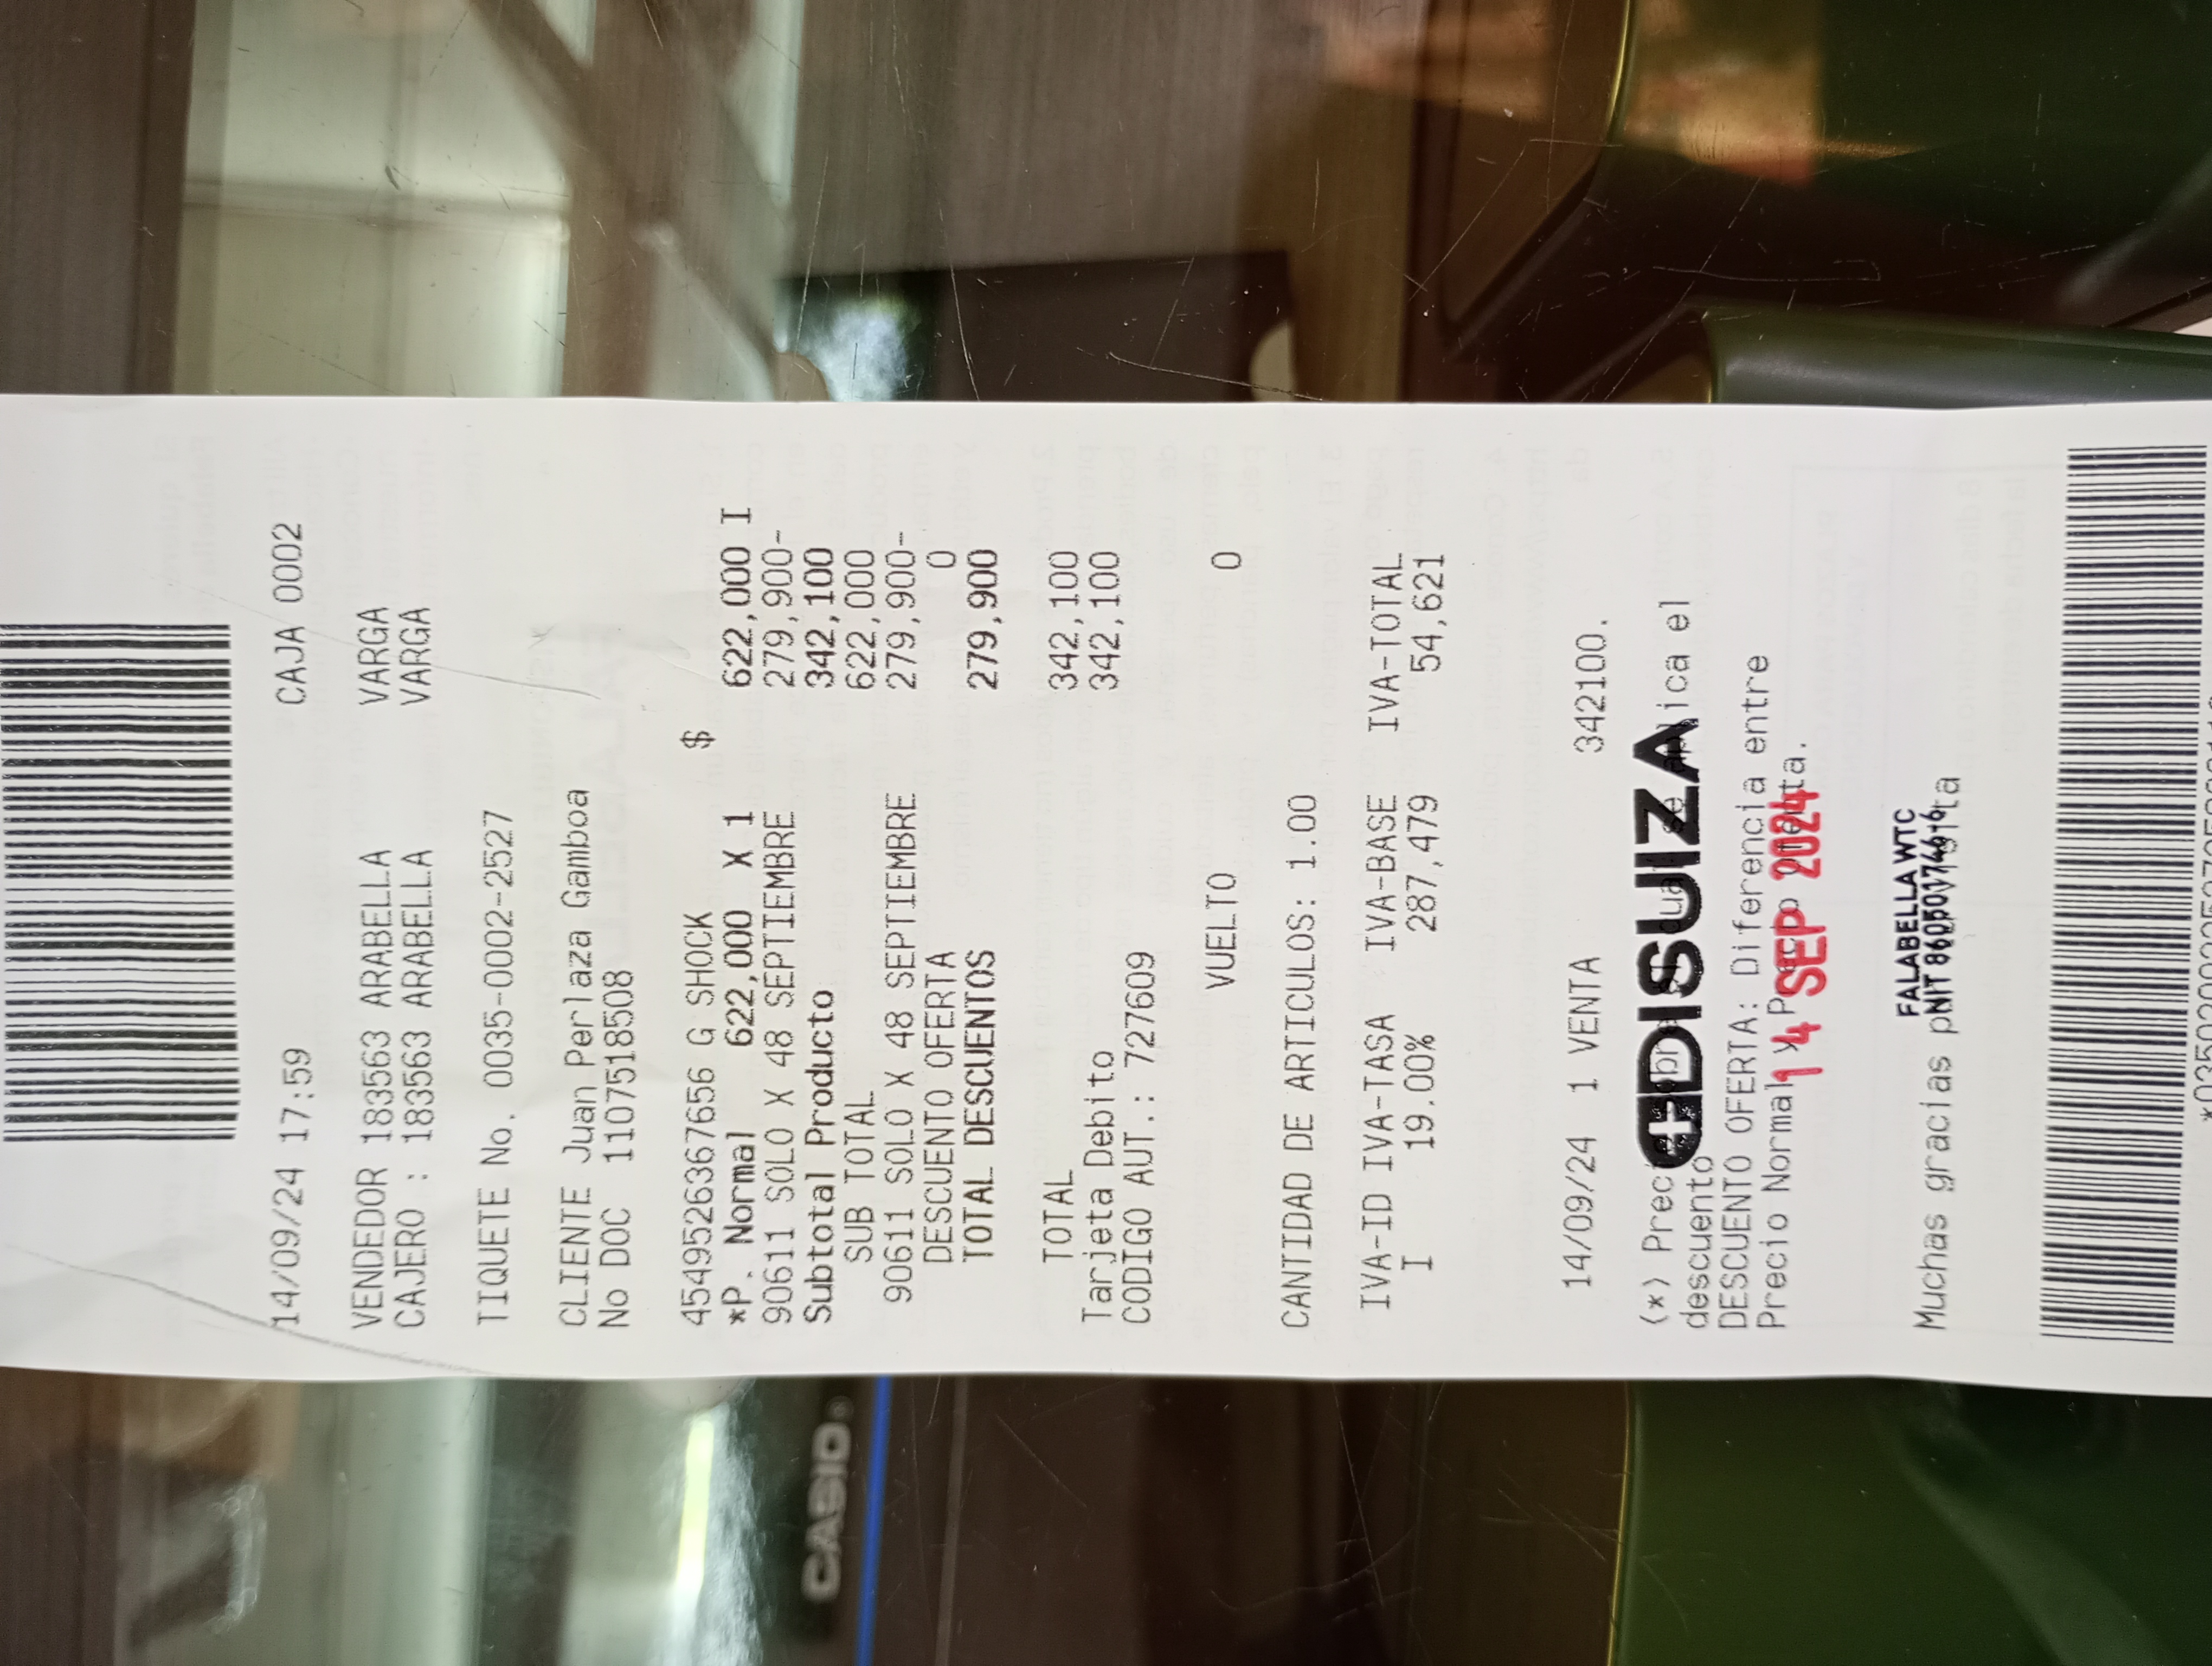 14/09/24 17:59 CAJA 0002
VENDEDOR 183563 ARABELLA VARGA
CAJERO : 183563 ARABELLA VARGA
TIQUETE No. 0035-0002-2527
CLIENTE Juan Perlaza Gamboa
No DOC 1107518508
$
4549526367656 G SHOCK
*P. Normal 622,000 X 1 622,000 I
90611 SOLO X 48 SEPTIEMBRE 279,900-
Subtotal Producto 342,100
SUB TOTAL 622,000
90611 SOLO X 48 SEPTIEMBRE 279,900-
DESCUENTO OFERTA 0
TOTAL DESCUENTOS 279,900
TOTAL 342,100
Tarjeta Debito 342,100
CODIGO AUT.: 727609
VUELTO 0
CANTIDAD DE ARTICULOS: 1.00
IVA-ID IVA-TASA IVA-BASE IVA-TOTAL
I 19.00% 287,479 54,621
14/09/24 1 VENTA 342100.
(*) el
DISUIZA
descuento
DESCUENTO OFERTA: Diferencia entre
Precio Normal y
14 SEP 2024
FALABELLA WTC
Muchas gracias
CASIO